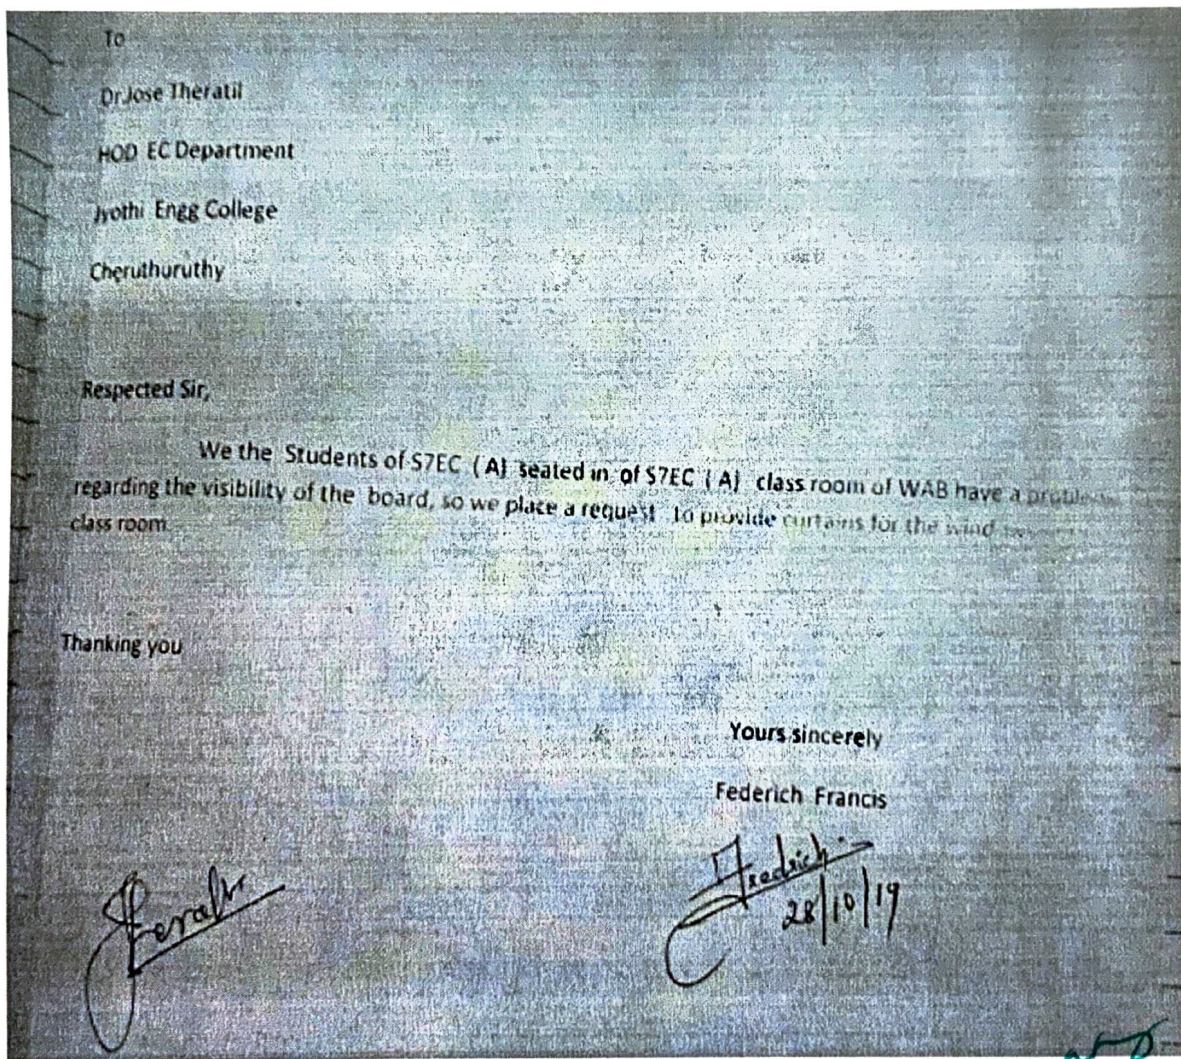 To
Dr Jose Theratil
HOD EC Department
Jyothi Engg College
Cheruthuruthy
Respected Sir,
We the Students of S7EC (A) seated in of S7EC (A) class room of WAB have a problem
regarding the visibility of the board, so we place a request To provide curtains for the
class room
Thanking you
Yours sincerely
Federich Francis
Fredrich
28/10/19